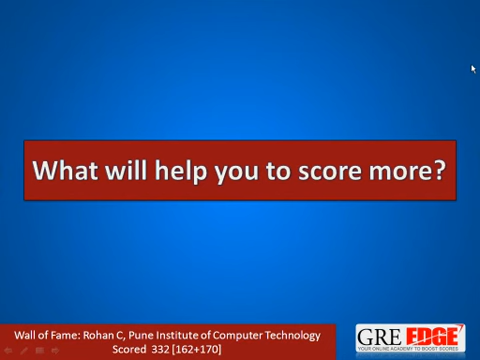 What will help you to score more?
Wall of Fame: Rohan C, Pune Institute of Computer Technology
Scored 332 [162+170]
GRE EDGE
YOUR ONLINE ACADEMY TO BOOST SCORES